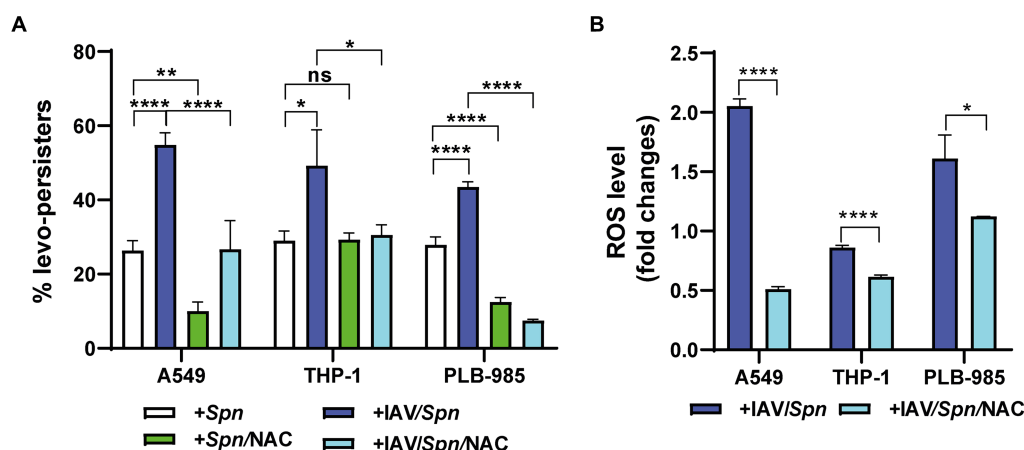 A
% levo-persisters
80
60
40
20
0
**
**** ****
*
ns
*
****
****
****
A549 THP-1 PLB-985
+Spn +IAV/Spn
+Spn/NAC +IAV/Spn/NAC
B
ROS level
(fold changes)
2.5
2.0
1.5
1.0
0.5
0.0
****
****
*
A549 THP-1 PLB-985
+IAV/Spn +IAV/Spn/NAC